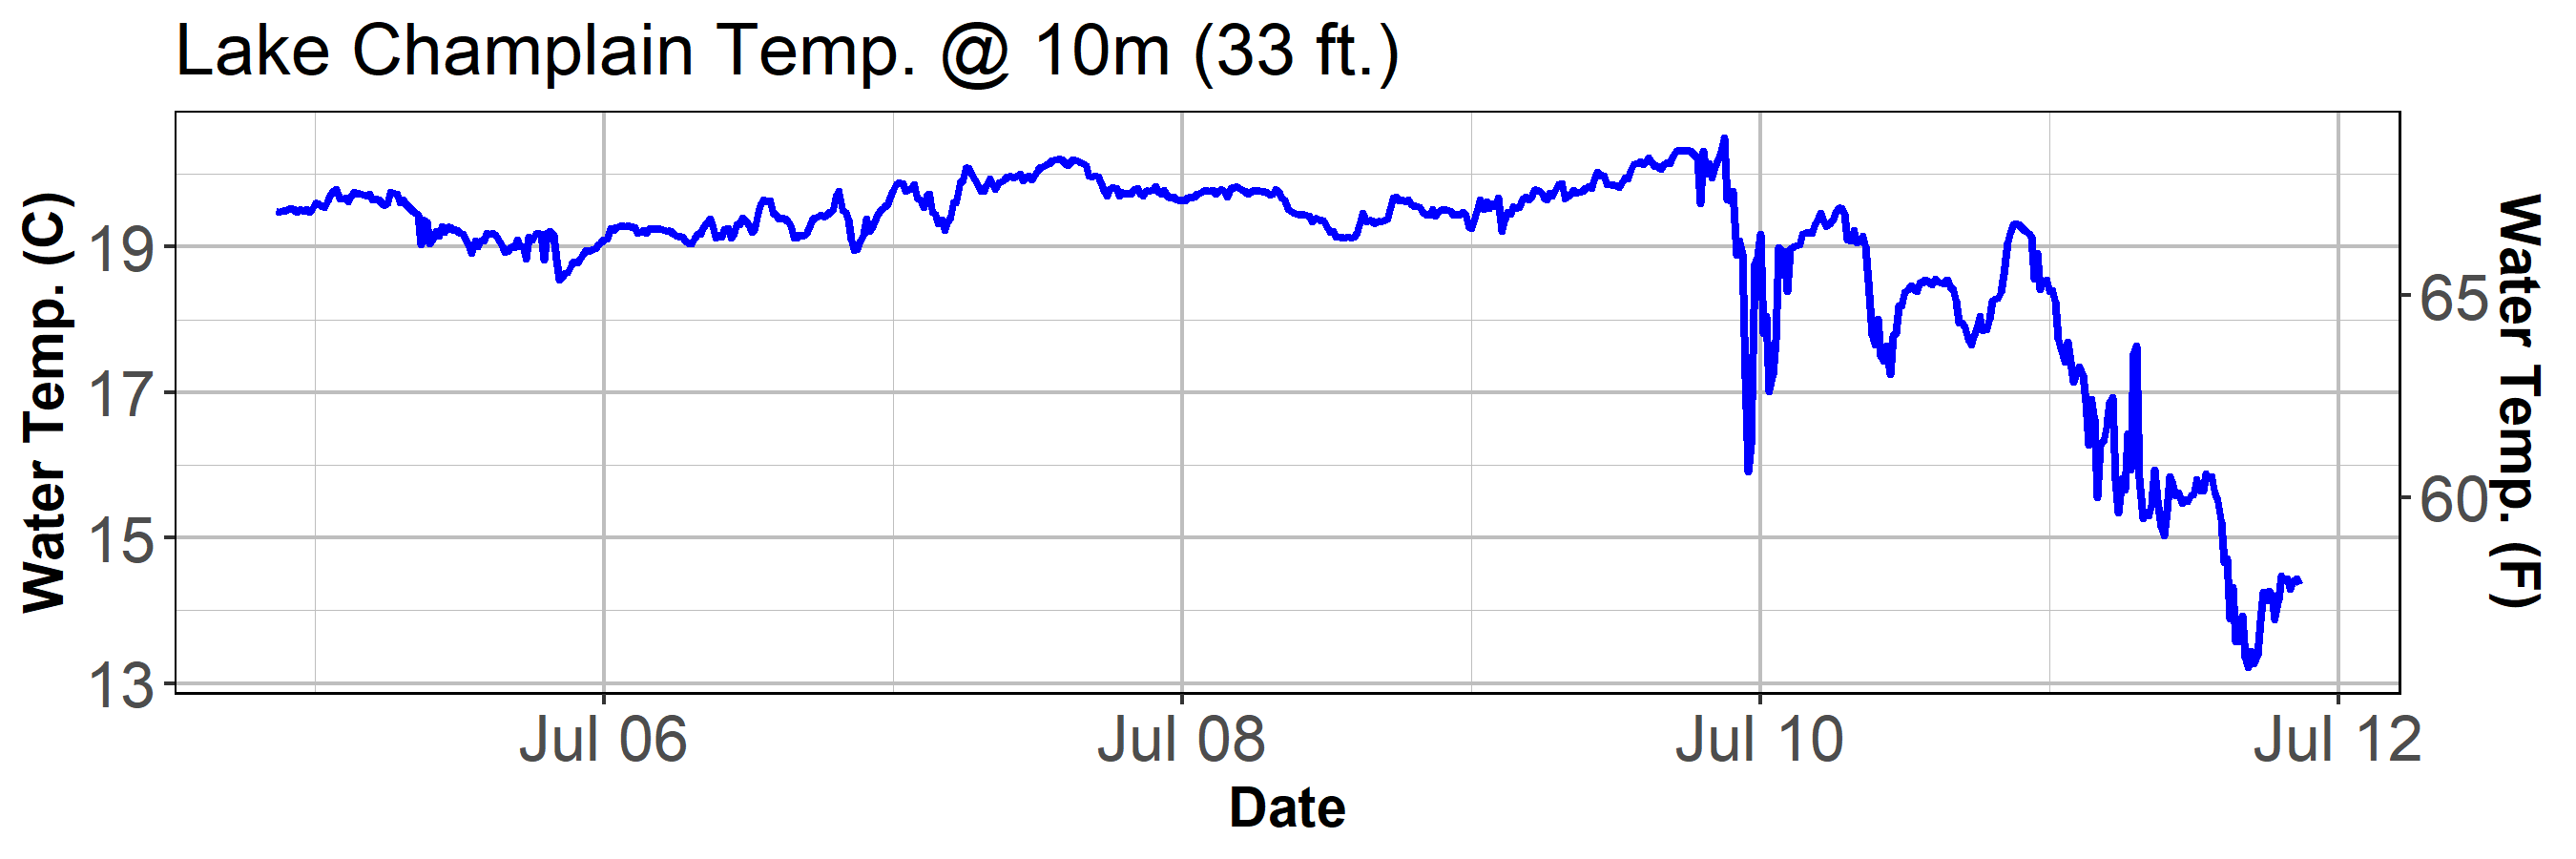 Lake Champlain Temp. @ 10m (33 ft.)
Water Temp. (C)
19
17
15
13
65
60
Water Temp. (F)
Jul 06
Jul 08
Jul 10
Jul 12
Date